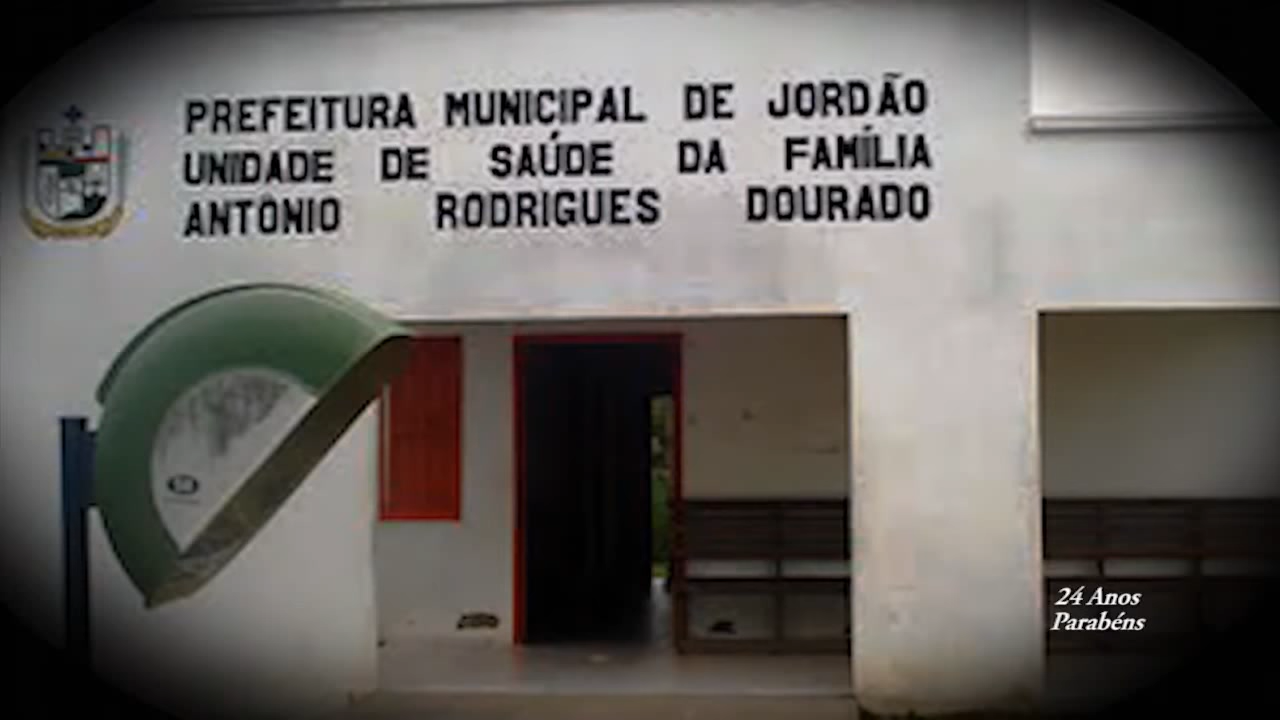 PREFEITURA MUNICIPAL DE JORDÃO
UNIDADE DE SAÚDE DA FAMÍLIA
ANTÔNIO RODRIGUES DOURADO
24 Anos
Parabéns